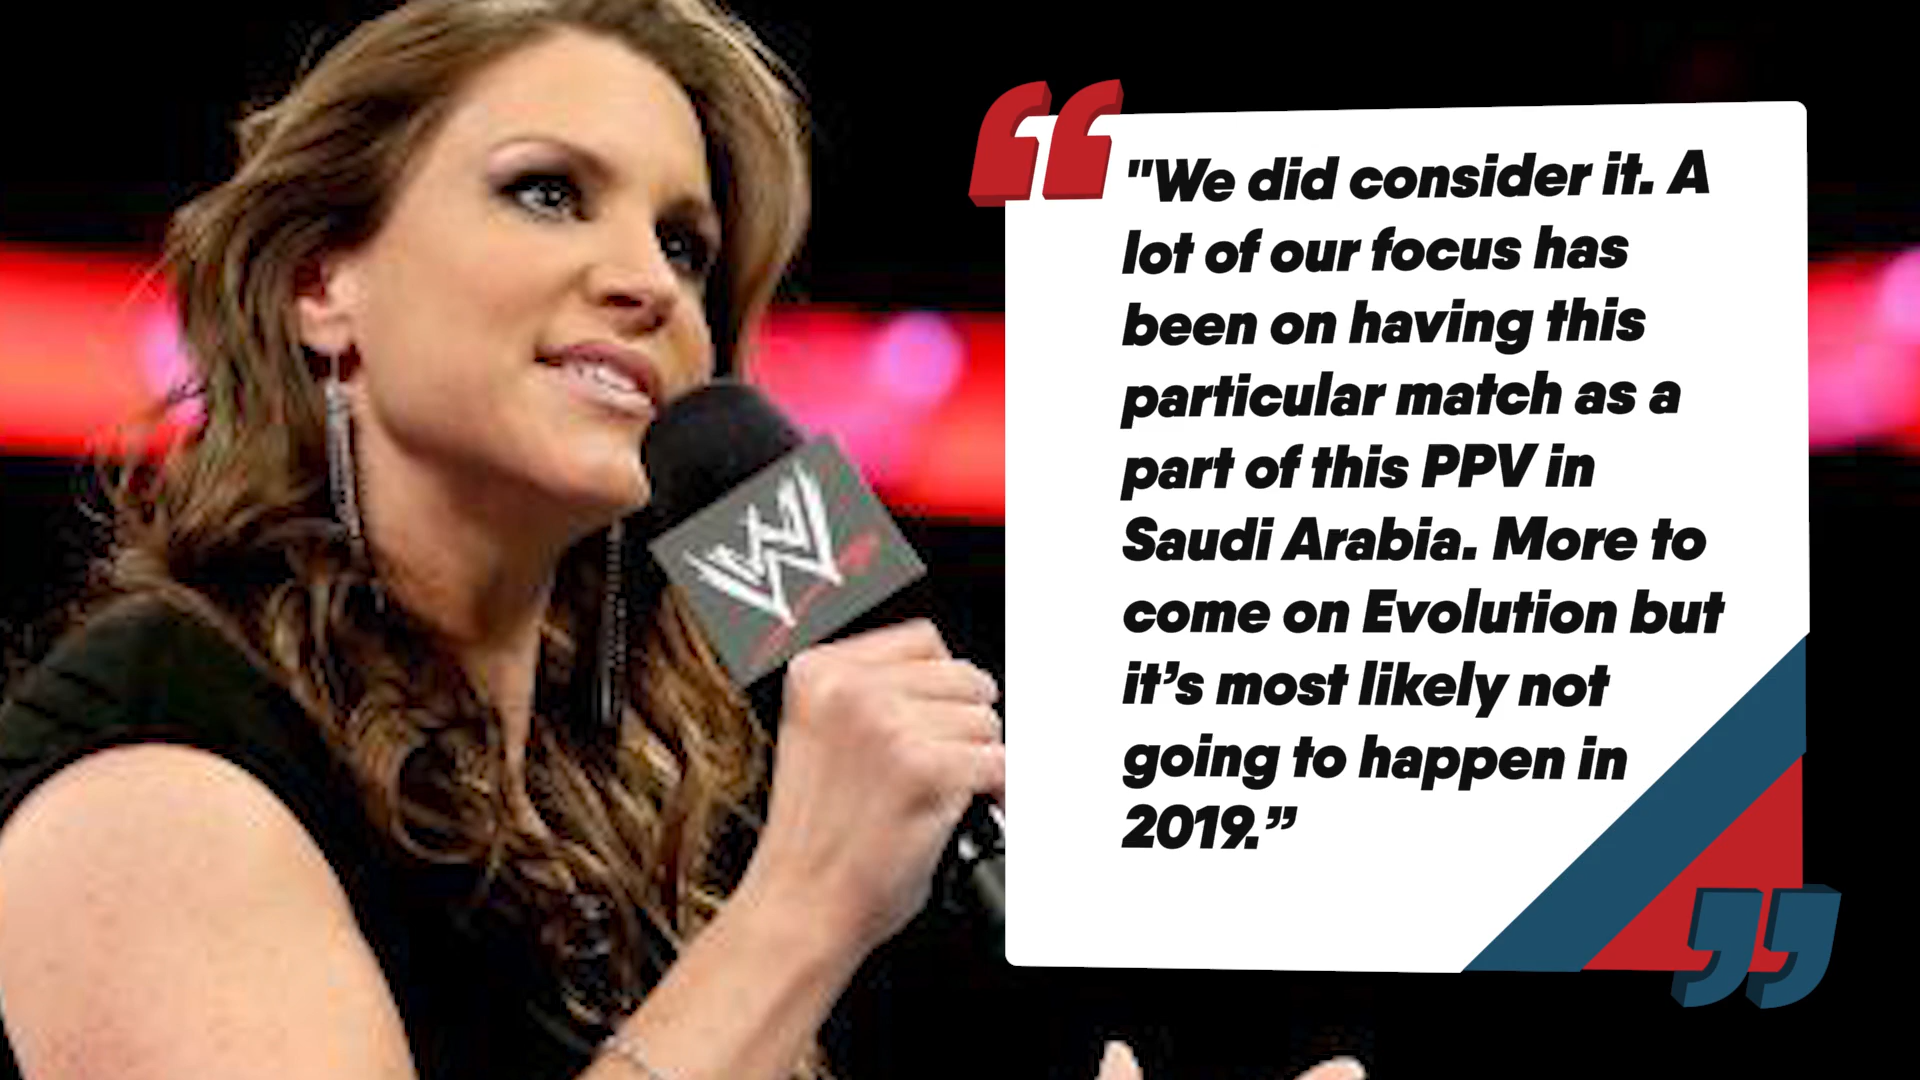 "We did consider it. A
lot of our focus has
been on having this
particular match as a
part of this PPV in
Saudi Arabia. More to
come on Evolution but
it’s most likely not
going to happen in
2019.”
W